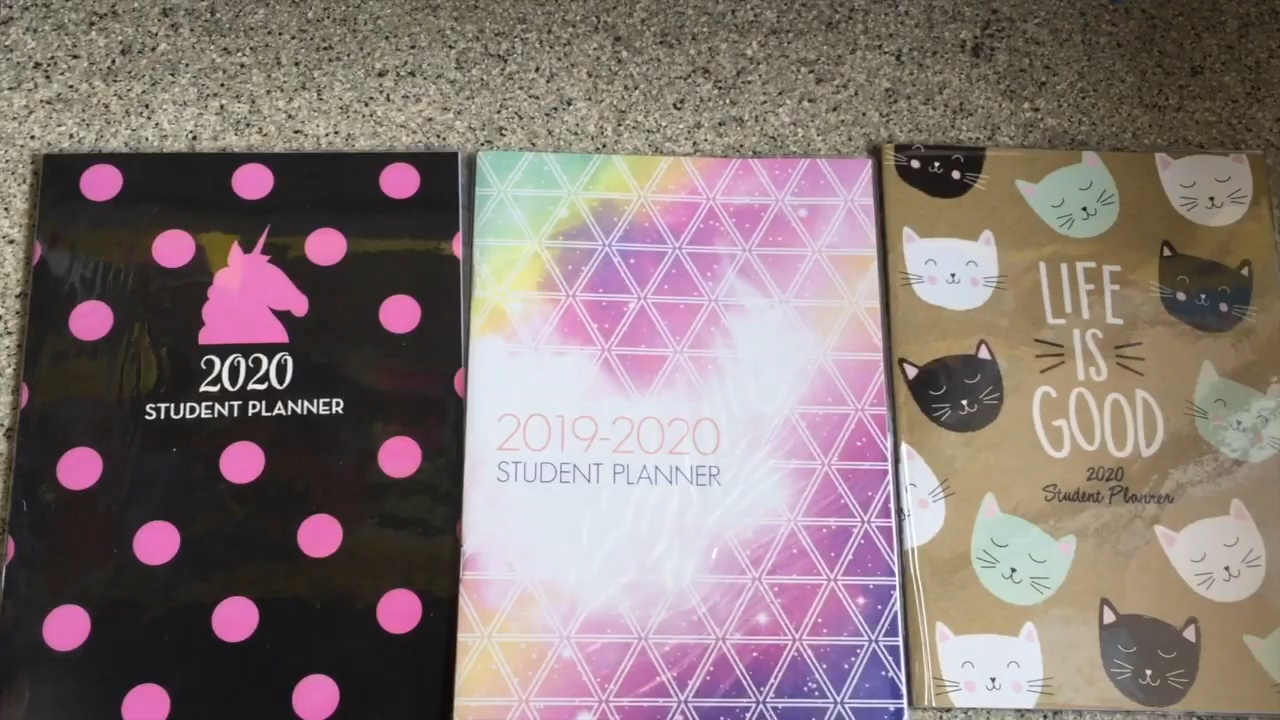 2020
STUDENT PLANNER
2019-2020
STUDENT PLANNER
LIFE
IS
GOOD
2020
Student Planner